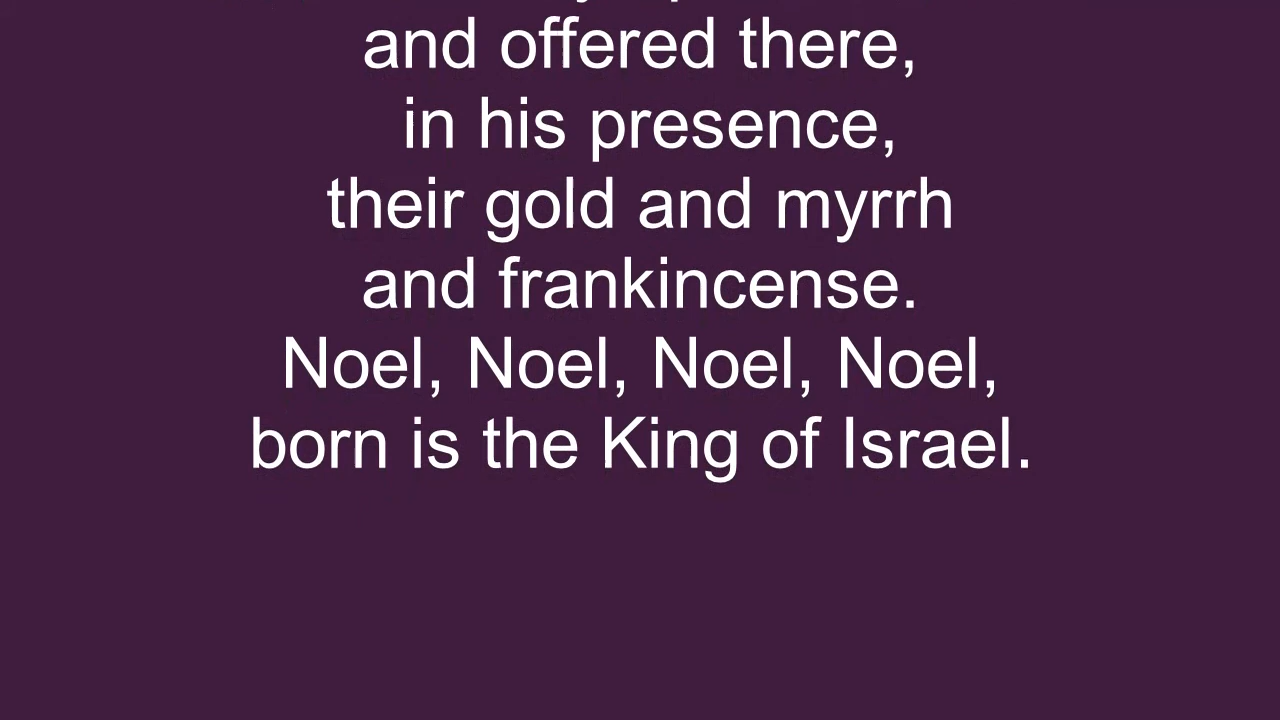 and offered there,
in his presence,
their gold and myrrh
and frankincense.
Noel, Noel, Noel, Noel,
born is the King of Israel.